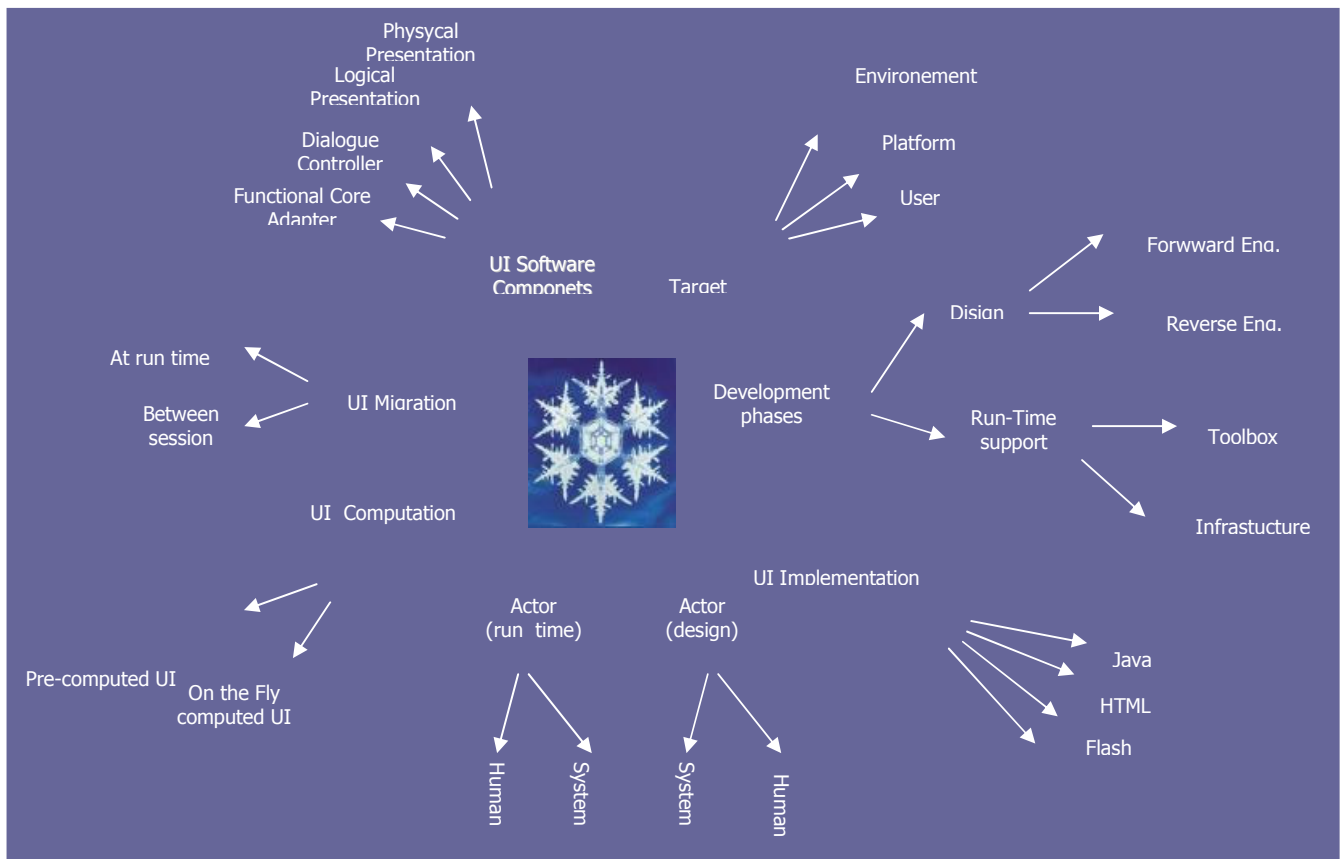 Physycal
Presentation
Logical
Presentation
Dialogue
Controller
Functional Core
Adapter
UI Software
Componets
Target
Environement
Platform
User
Forwward Eng.
Disign
Reverse Eng.
Development
phases
Run-Time
support
Toolbox
Infrastucture
At run time
Between
session
UI Migration
UI Computation
Pre-computed UI
On the Fly
computed UI
Actor
(run time)
Human
System
Actor
(design)
System
Human
UI Implementation
Java
HTML
Flash